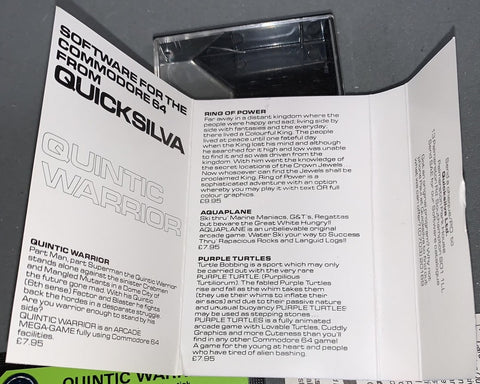 SOFTWARE FOR THE
COMMODORE 64
FROM
QUICKSILVA
QUINTIC
WARRIOR
QUINTIC WARRIOR
Part Man, part Superman the Quintic Warrior
stands alone against the sinister Crabmen
and Mangled Mutants in a Dome City of
the future gone mad. With his Quintic
(6th sense) Factor and Blaster he fights
back the hordes in a desperate struggle.
Are you warrior enough to stand by his
side?
QUINTIC WARRIOR is an ARCADE
MEGA-GAME fully using Commodore 64
facilities.
£7.95
RING OF POWER
Far away in a distant kingdom where the
people were happy and sad, living side by
side with fantasies and the everyday,
there lived a Colourful King. The people
lived at peace until one fateful day
when the King lost his mind and although
he searched for it high and low was unable
to find it and so was driven from the
kingdom. With him went the knowledge of
the secret locations of the Crown Jewels
Now whosoever can find the Jewels shall be
proclaimed King. Ring of Power is a
sophisticated adventure with an option
whereby you may play it with text OR full
colour graphics.
£9.95
AQUAPLANE
Ski thru' Marine Maniacs, G&T's, Regattas
but beware the Great White Hungry!!
AQUAPLANE is an unbelievable original
arcade game. Water Ski your way to Success
Thru' Rapacious Rocks and Languid Logs!!
£7.95
PURPLE TURTLES
Turtle Bobbing is a sport which may only
be carried out with the very rare
PURPLE TURTLE. (Purpilious
Turtiliorum). The fabled Purple Turtles
rise and fall as the whim takes them
(they use their whims to inflate their
air sacs) and due to their passive nature
and unusual buoyancy PURPLE TURTLES
may be used as stepping stones
PURPLE TURTLES is a fully animated
arcade game with Lovable Turtles, Cuddly
Graphics and more Cuteness than you'll
find in any other Commodore 64 game!
A game for the young at heart and people
who have tired of alien bashing.
£7.95
QUINTIC WAR